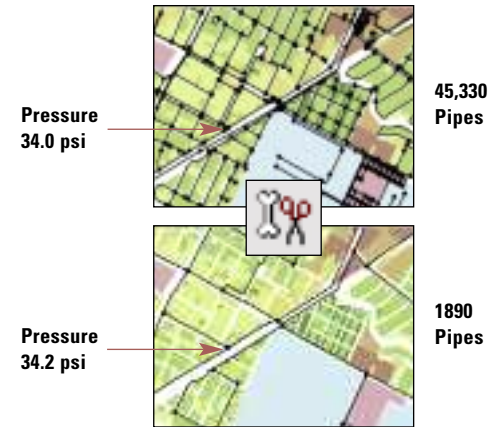 45,330
Pipes
Pressure
34.0 psi
1890
Pipes
Pressure
34.2 psi